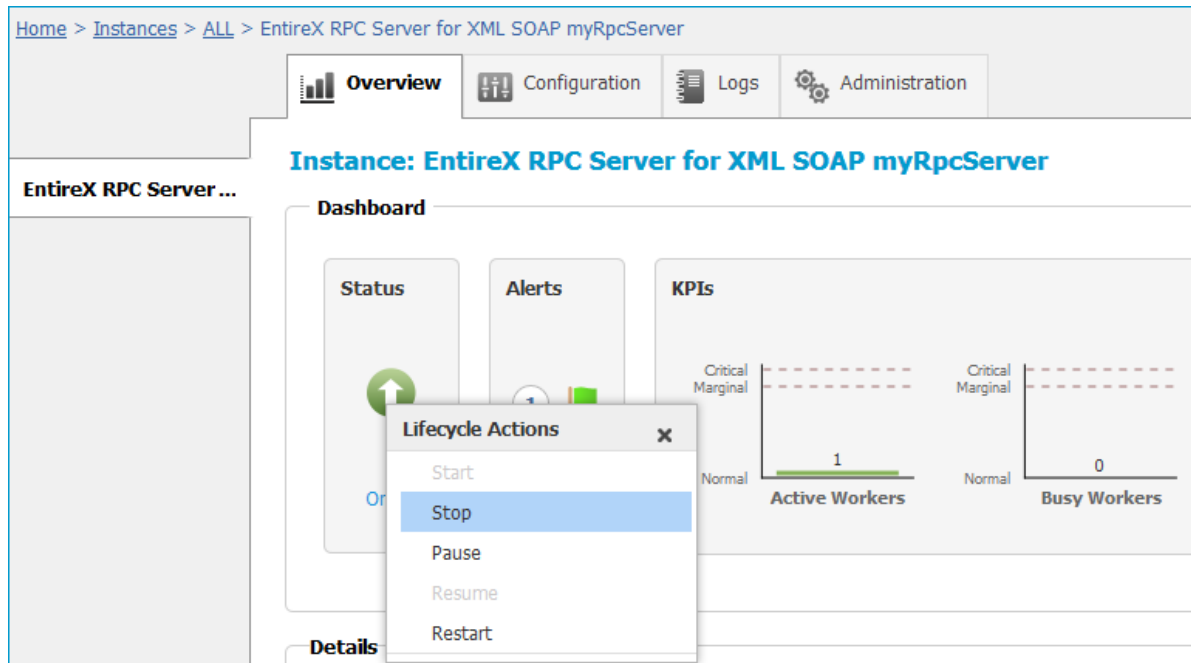 Home > Instances > ALL > EntireX RPC Server for XML SOAP myRpcServer
Overview
Configuration
Logs
Administration
EntireX RPC Server ...
Instance: EntireX RPC Server for XML SOAP myRpcServer
Dashboard
Status
Alerts
KPIs
Critical
Marginal
Normal
1
Active Workers
Critical
Marginal
Normal
0
Busy Workers
Lifecycle Actions
Start
Stop
Pause
Resume
Restart
Details